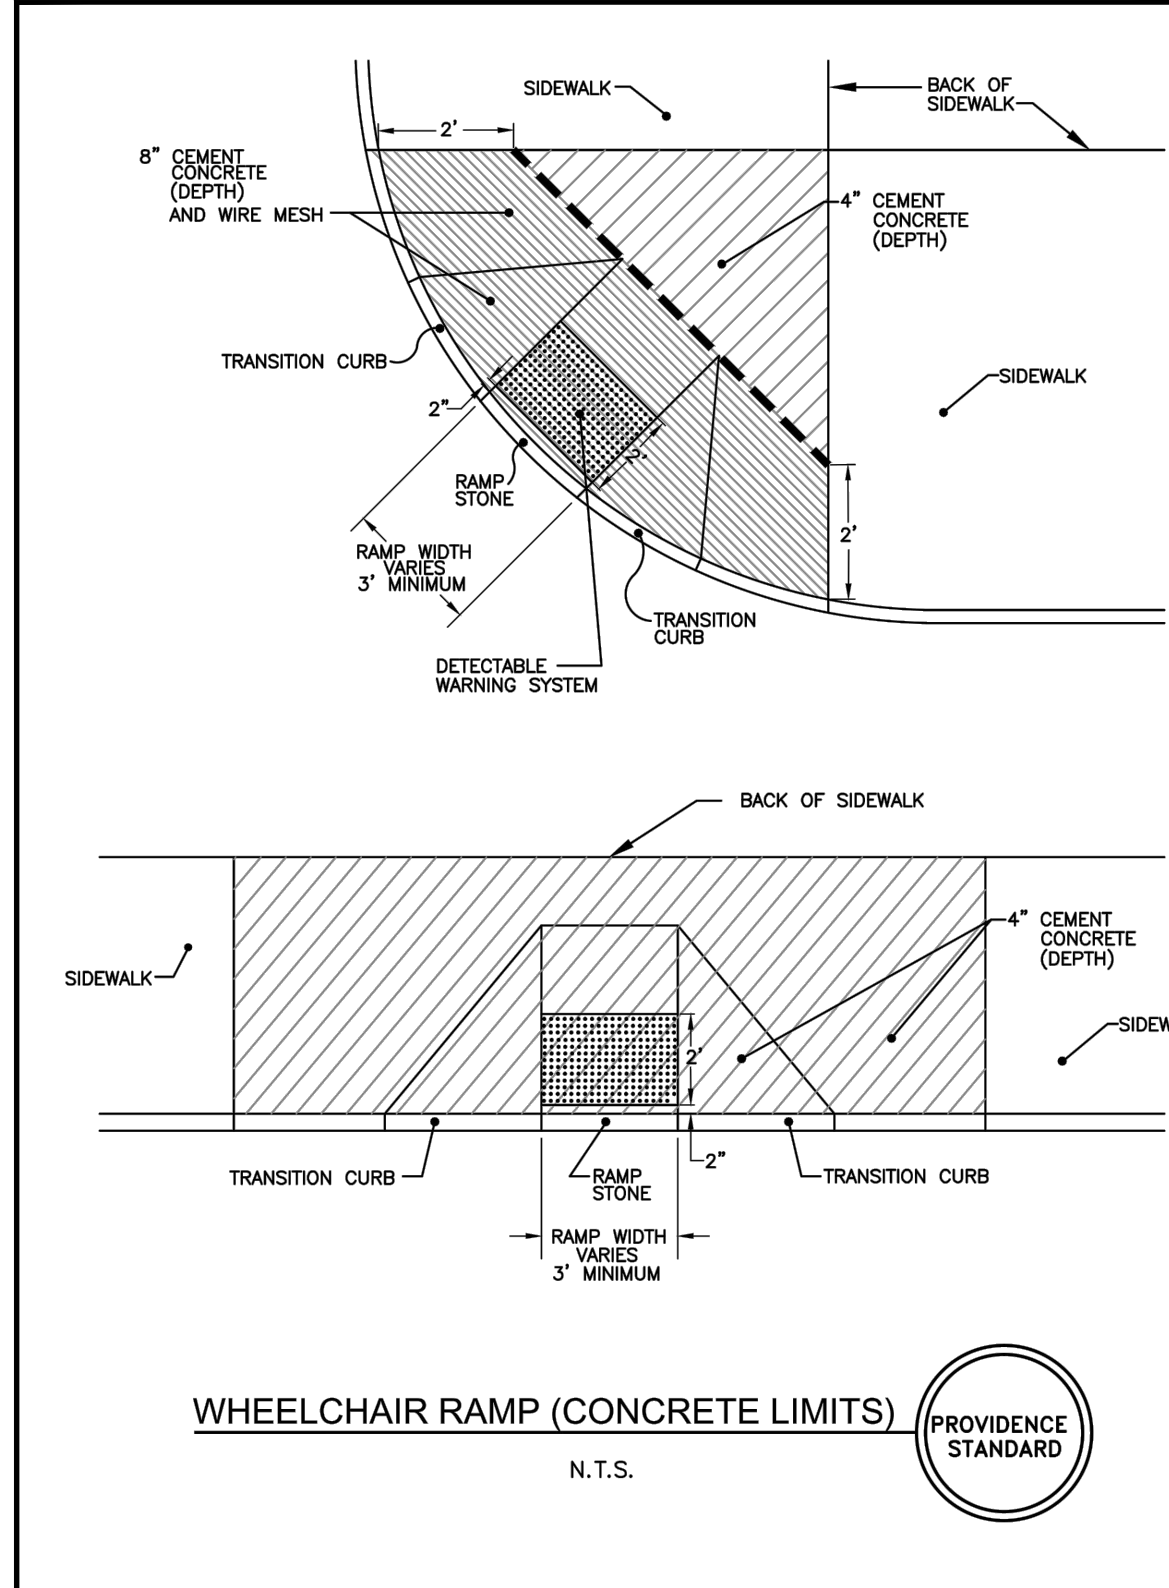 SIDEWALK
BACK OF
SIDEWALK
2'
8" CEMENT
CONCRETE
(DEPTH)
AND WIRE MESH
4" CEMENT
CONCRETE
(DEPTH)
TRANSITION CURB
SIDEWALK
2"
2'
RAMP
STONE
2'
RAMP WIDTH
VARIES
3' MINIMUM
TRANSITION
CURB
DETECTABLE
WARNING SYSTEM
BACK OF SIDEWALK
4" CEMENT
CONCRETE
(DEPTH)
SIDEWALK
SIDEW
2'
2"
TRANSITION CURB
RAMP
STONE
TRANSITION CURB
RAMP WIDTH
VARIES
3' MINIMUM
WHEELCHAIR RAMP (CONCRETE LIMITS)
N.T.S.
PROVIDENCE
STANDARD